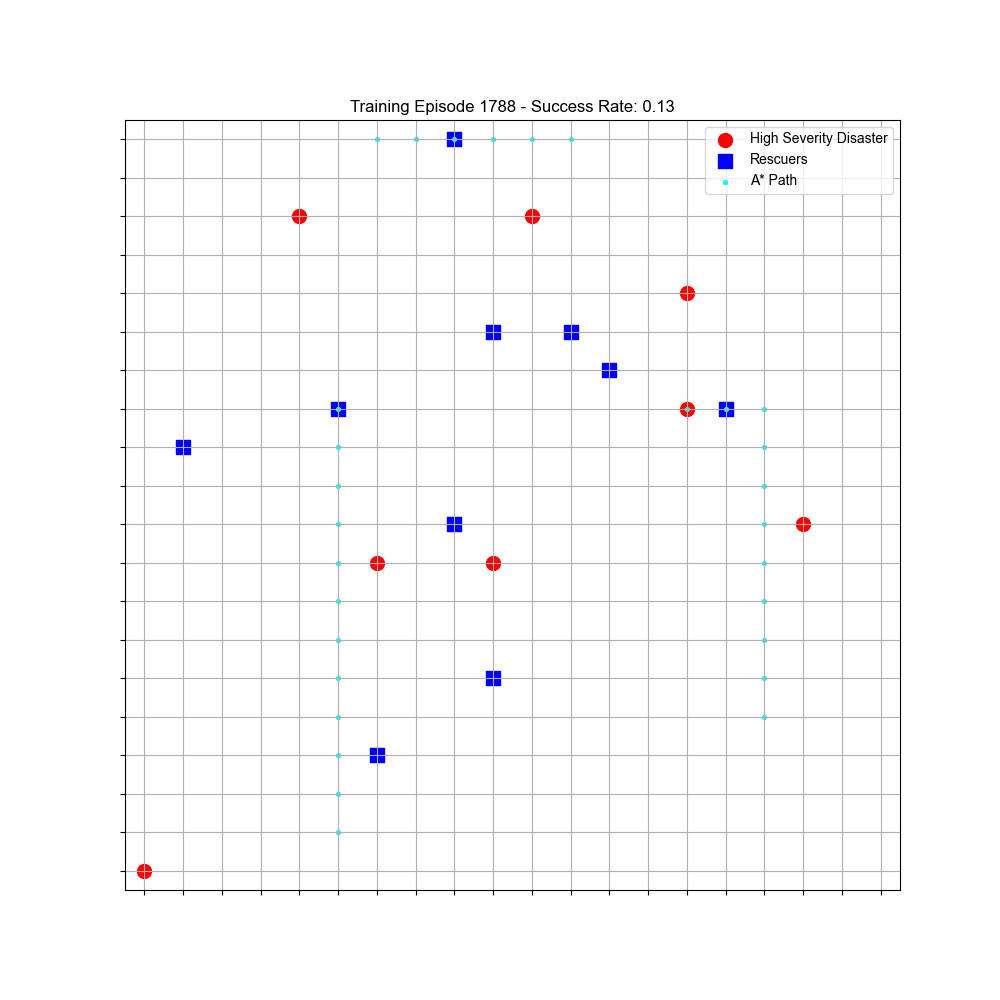 Training Episode 1788 - Success Rate: 0.13
High Severity Disaster
Rescuers
A* Path